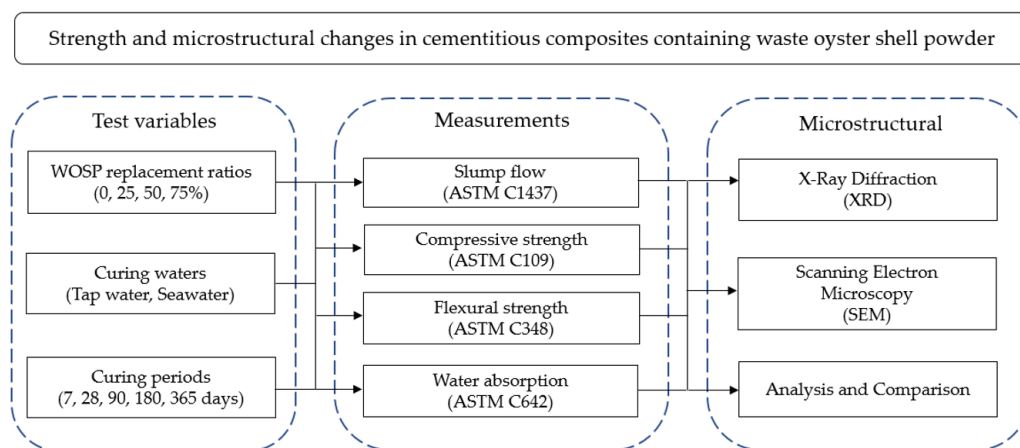 Strength and microstructural changes in cementitious composites containing waste oyster shell powder
Test variables
WOSP replacement ratios
(0, 25, 50, 75%)
Curing waters
(Tap water, Seawater)
Curing periods
(7, 28, 90, 180, 365 days)
Measurements
Slump flow
(ASTM C1437)
Compressive strength
(ASTM C109)
Flexural strength
(ASTM C348)
Water absorption
(ASTM C642)
Microstructural
X-Ray Diffraction
(XRD)
Scanning Electron
Microscopy
(SEM)
Analysis and Comparison